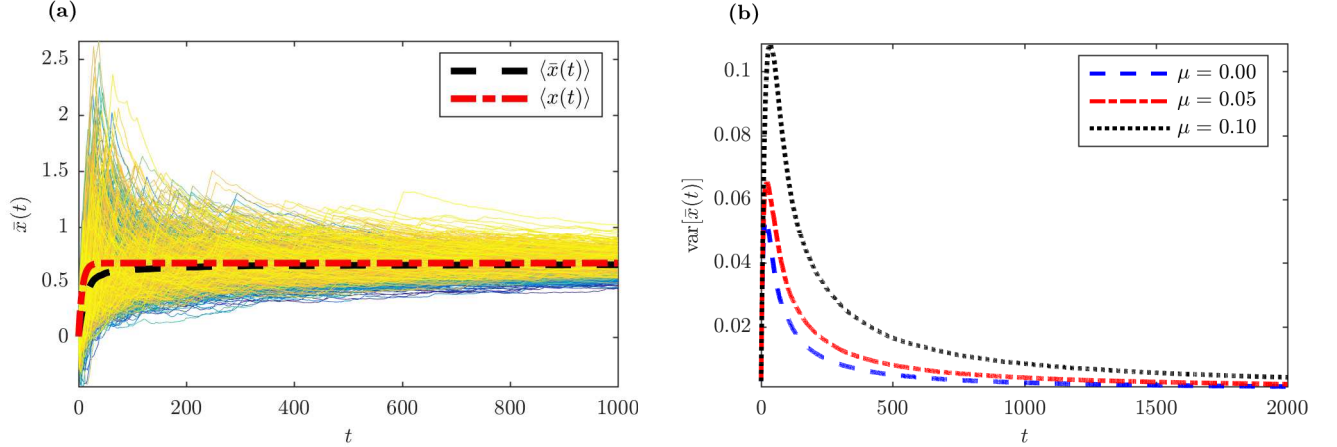 (a)
2.5
2
1.5
1
0.5
0
x̄(t)
0 200 400 600 800 1000
t
⟨x̄(t)⟩
⟨x(t)⟩
(b)
0.1
0.08
0.06
0.04
0.02
var[x̄(t)]
0 500 1000 1500 2000
t
μ = 0.00
μ = 0.05
μ = 0.10